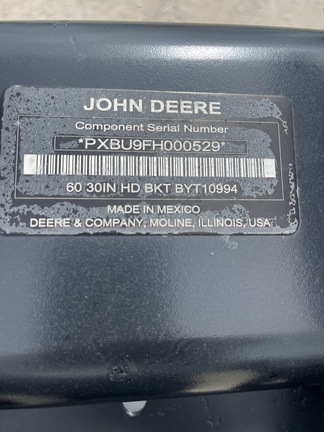 JOHN DEERE
Component Serial Number
*PXBU9FH000529*
60 30IN HD BKT BYT10994
MADE IN MEXICO
DEERE & COMPANY, MOLINE, ILLINOIS, USA